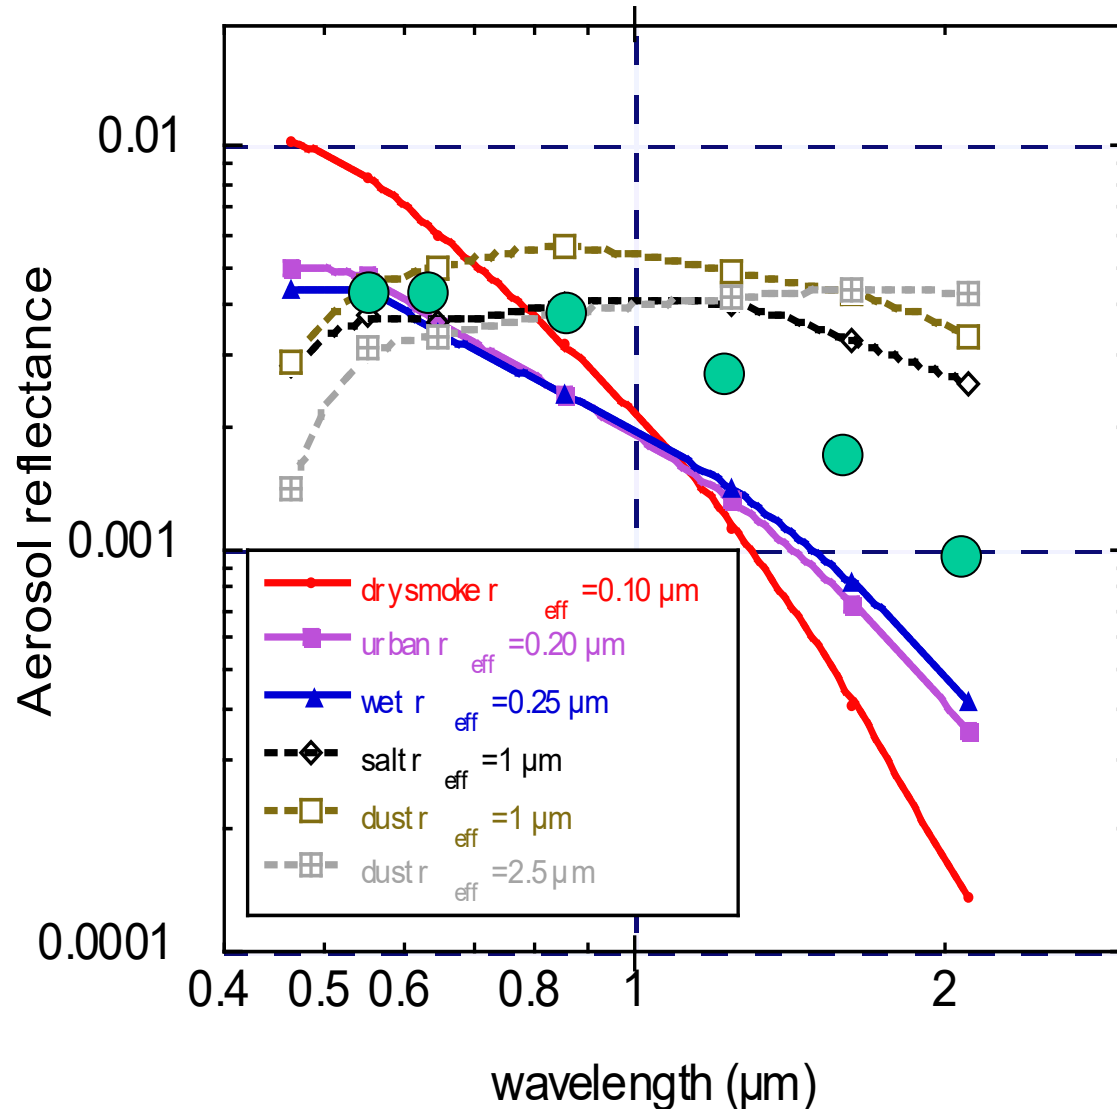 0.01
0.001
0.0001
Aerosol reflectance
dry smoke r eff =0.10 µm
urban r eff =0.20 µm
wet r eff =0.25 µm
salt r eff =1 µm
dust r eff =1 µm
dust r eff =2.5 µm
0.4 0.5 0.6 0.8 1 2
wavelength (µm)